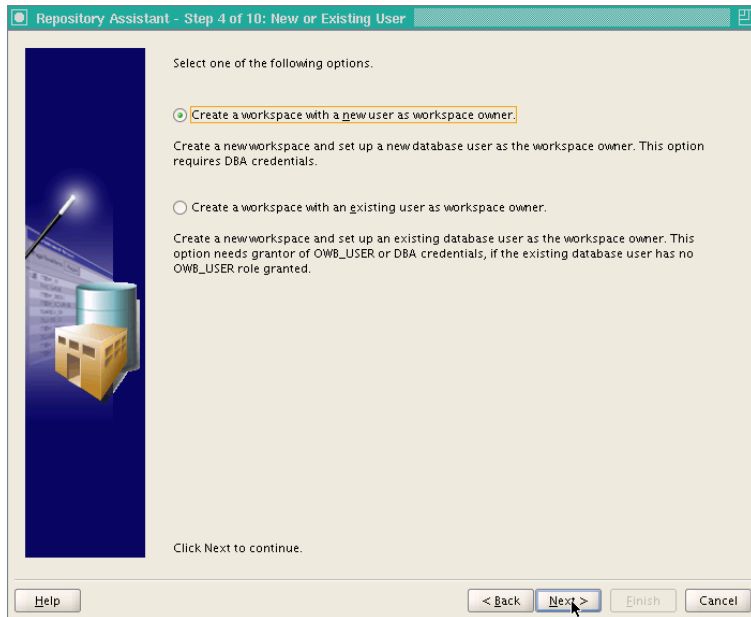 Repository Assistant - Step 4 of 10: New or Existing User
Select one of the following options.
Create a workspace with a new user as workspace owner.
Create a new workspace and set up a new database user as the workspace owner. This option
requires DBA credentials.
Create a workspace with an existing user as workspace owner.
Create a new workspace and set up an existing database user as the workspace owner. This
option needs grantor of OWB_USER or DBA credentials, if the existing database user has no
OWB_USER role granted.
Click Next to continue.
Help
< Back
Next >
Finish
Cancel